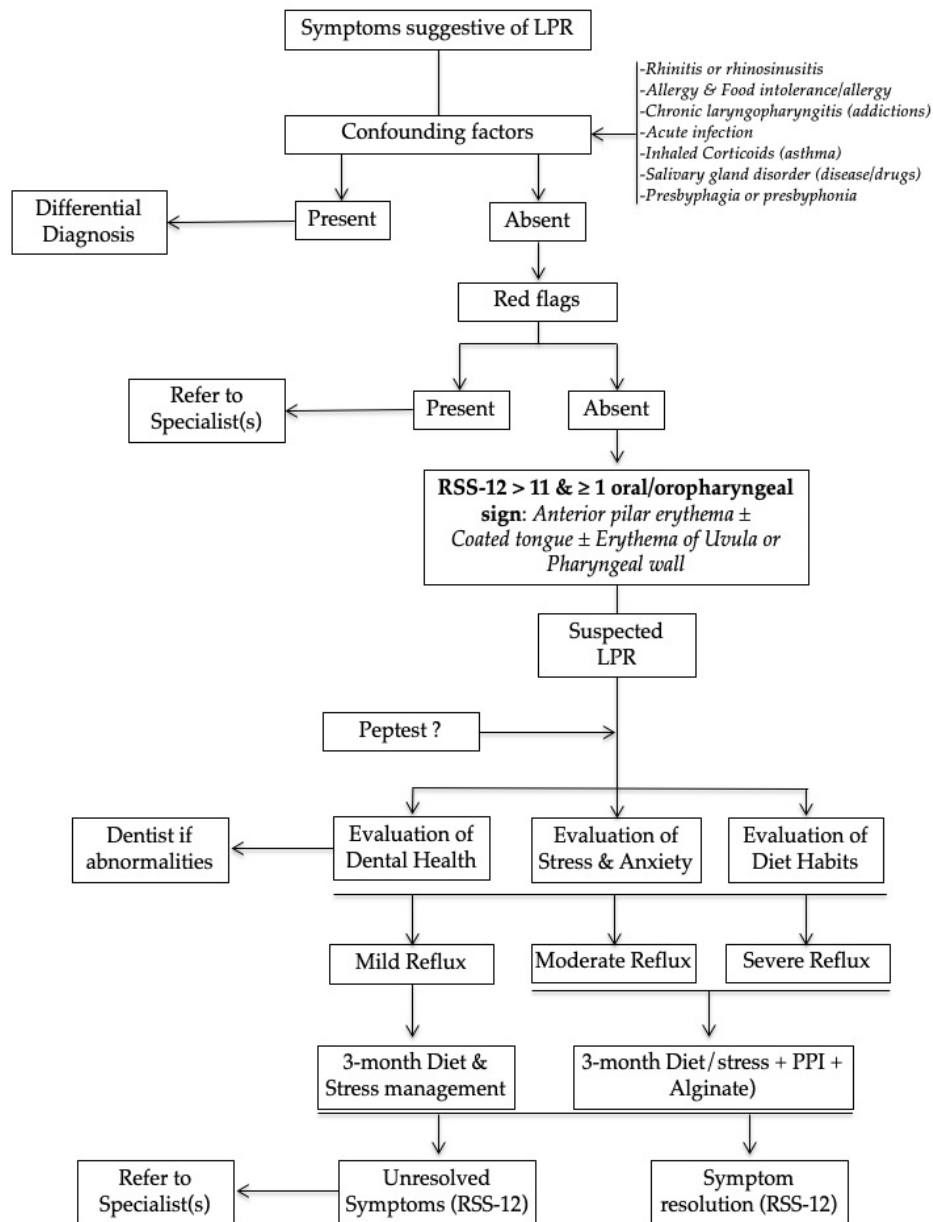 Symptoms suggestive of LPR
-Rhinitis or rhinosinusitis
-Allergy & Food intolerance/allergy
-Chronic laryngopharyngitis (addictions)
-Acute infection
-Inhaled Corticoids (asthma)
-Salivary gland disorder (disease/drugs)
-Presbyphagia or presbyphonia
Confounding factors
Differential
Diagnosis
Present
Absent
Red flags
Refer to
Specialist(s)
Present
Absent
RSS-12 > 11 & ≥ 1 oral/oropharyngeal
sign: Anterior pilar erythema ±
Coated tongue ± Erythema of Uvula or
Pharyngeal wall
Suspected
LPR
Peptest ?
Dentist if
abnormalities
Evaluation of
Dental Health
Evaluation of
Stress & Anxiety
Evaluation of
Diet Habits
Mild Reflux
Moderate Reflux
Severe Reflux
3-month Diet &
Stress management
3-month Diet/stress + PPI +
Alginate)
Refer to
Specialist(s)
Unresolved
Symptoms (RSS-12)
Symptom
resolution (RSS-12)